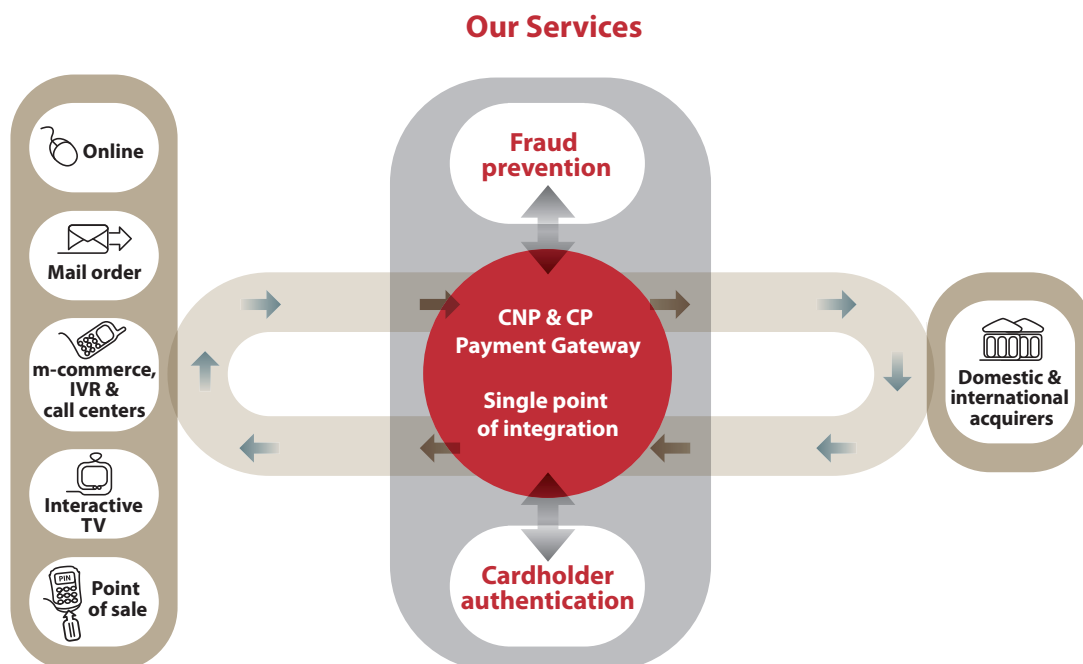 Our Services
Online
Mail order
m-commerce,
IVR &
call centers
Interactive
TV
PIN
Point
of sale
Fraud
prevention
CNP & CP
Payment Gateway
Single point
of integration
Cardholder
authentication
Domestic &
international
acquirers